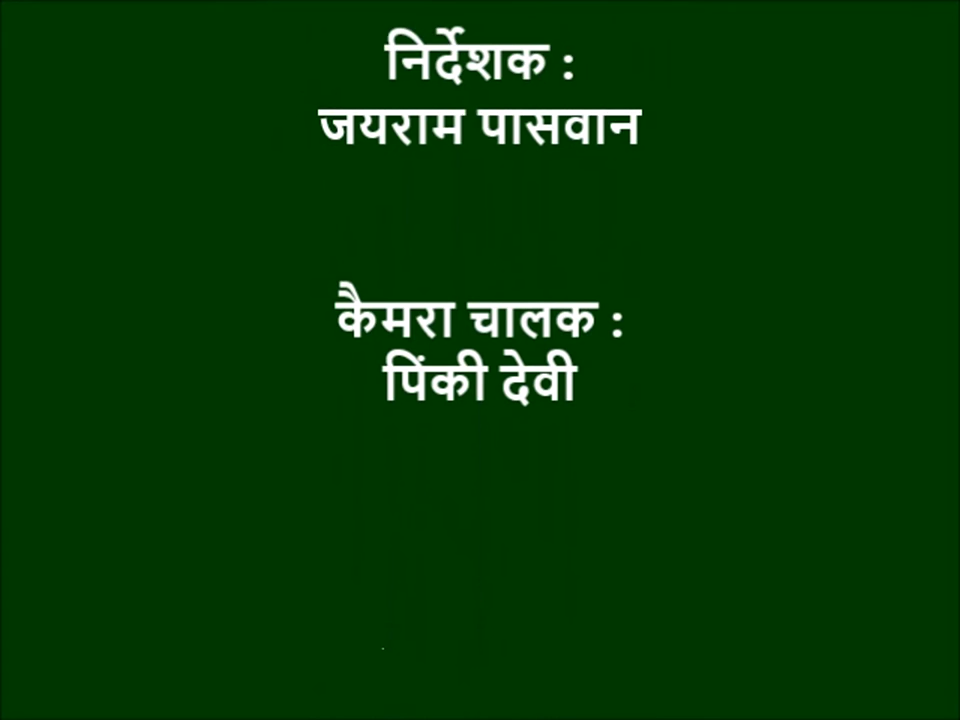 निर्देशक :
जयराम पासवान
कैमरा चालक :
पिंकी देवी